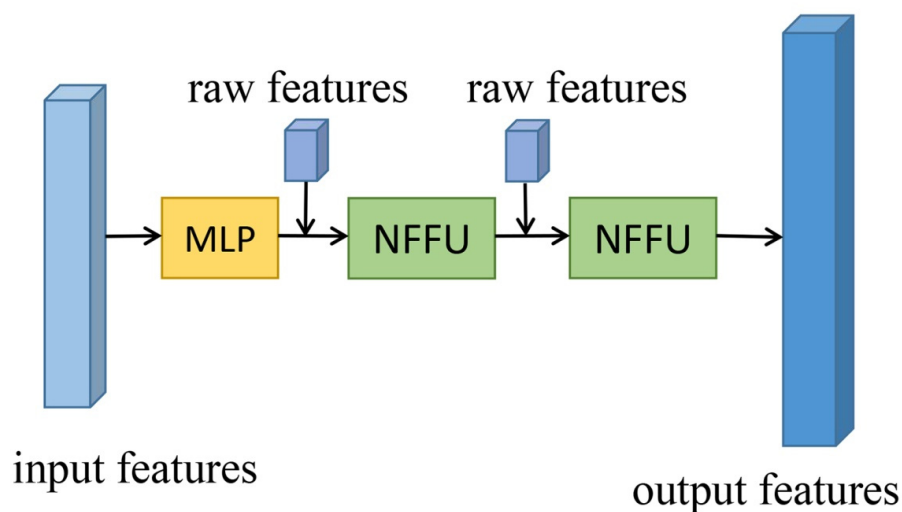 raw features
raw features
MLP
NFFU
NFFU
input features
output features